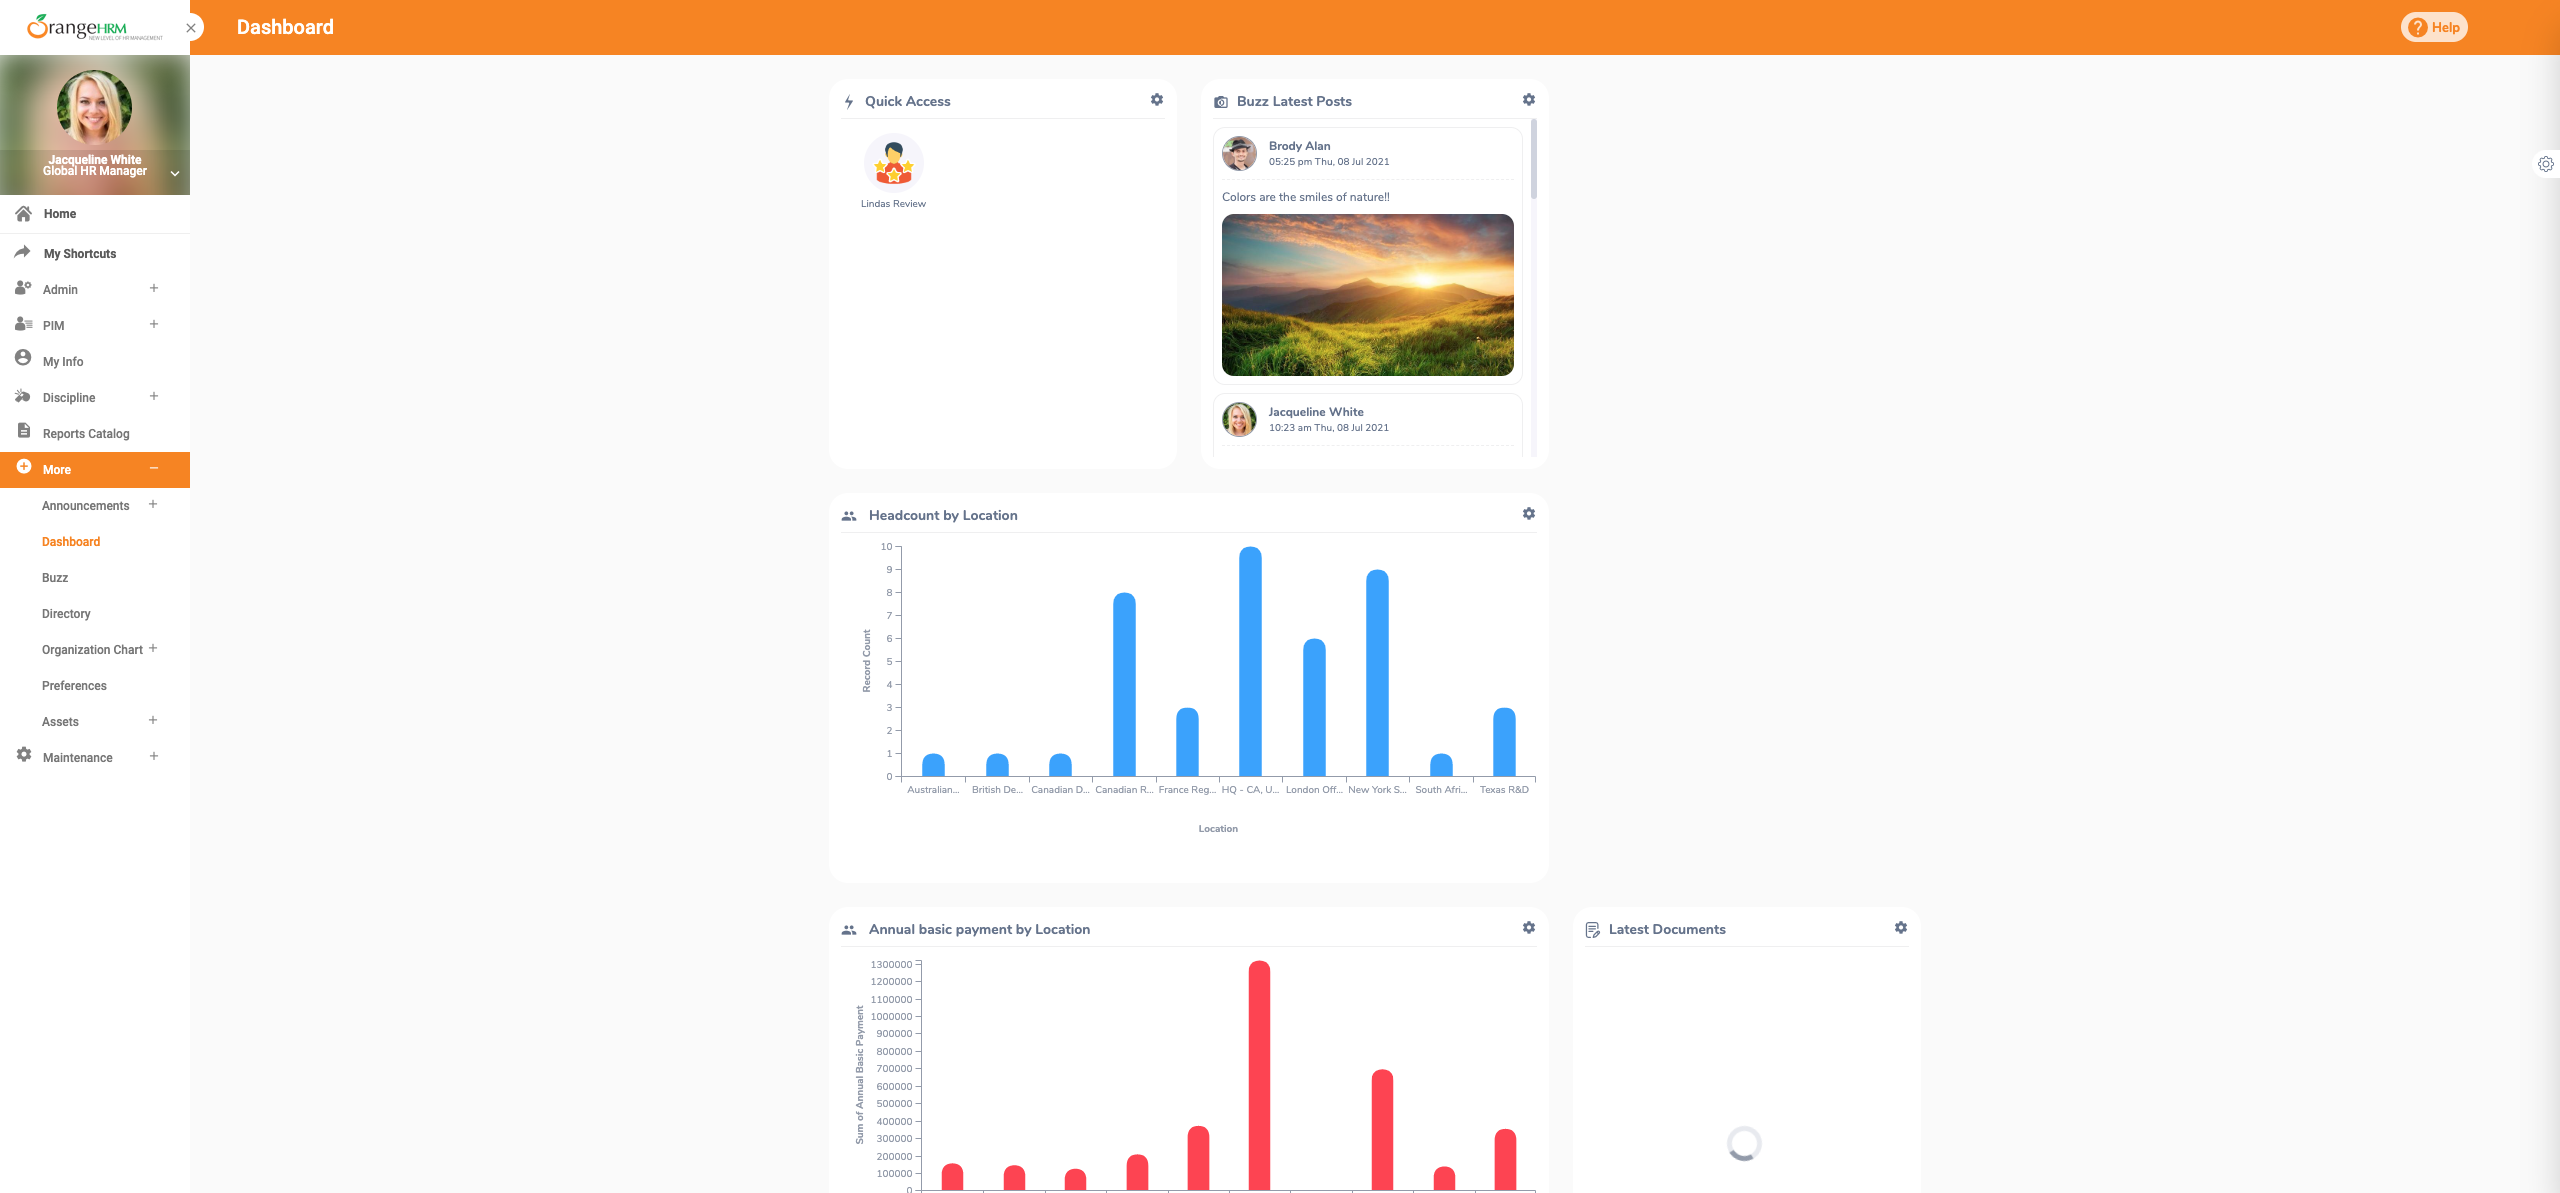 OrangeHRM
NEW LEVEL OF HR MANAGEMENT
Dashboard
Help
Jacqueline White
Global HR Manager
Home
My Shortcuts
Admin
PIM
My Info
Discipline
Reports Catalog
More
Announcements
Dashboard
Buzz
Directory
Organization Chart
Preferences
Assets
Maintenance
Quick Access
Lindas Review
Buzz Latest Posts
Brody Alan
05:25 pm Thu, 08 Jul 2021
Colors are the smiles of nature!!
Jacqueline White
10:23 am Thu, 08 Jul 2021
Headcount by Location
Record Count
10
9
8
7
6
5
4
3
2
1
0
Australian... British De... Canadian D... Canadian R... France Reg... HQ - CA, U... London Off... New York S... South Afri... Texas R&D
Location
Annual basic payment by Location
Sum of Annual Basic Payment
1300000
1200000
1100000
1000000
900000
800000
700000
600000
500000
400000
300000
200000
100000
0
Latest Documents